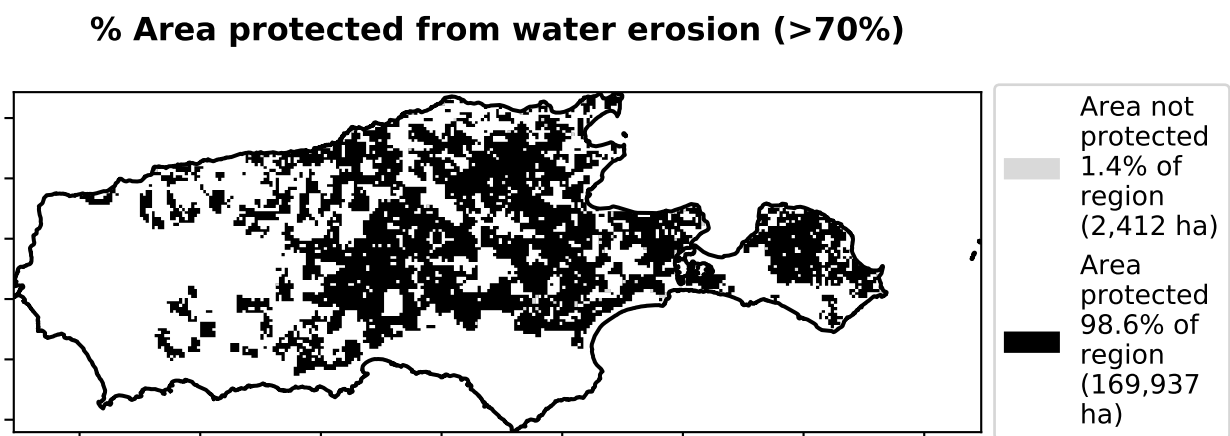 % Area protected from water erosion (>70%)
Area not
protected
1.4% of
region
(2,412 ha)
Area
protected
98.6% of
region
(169,937
ha)